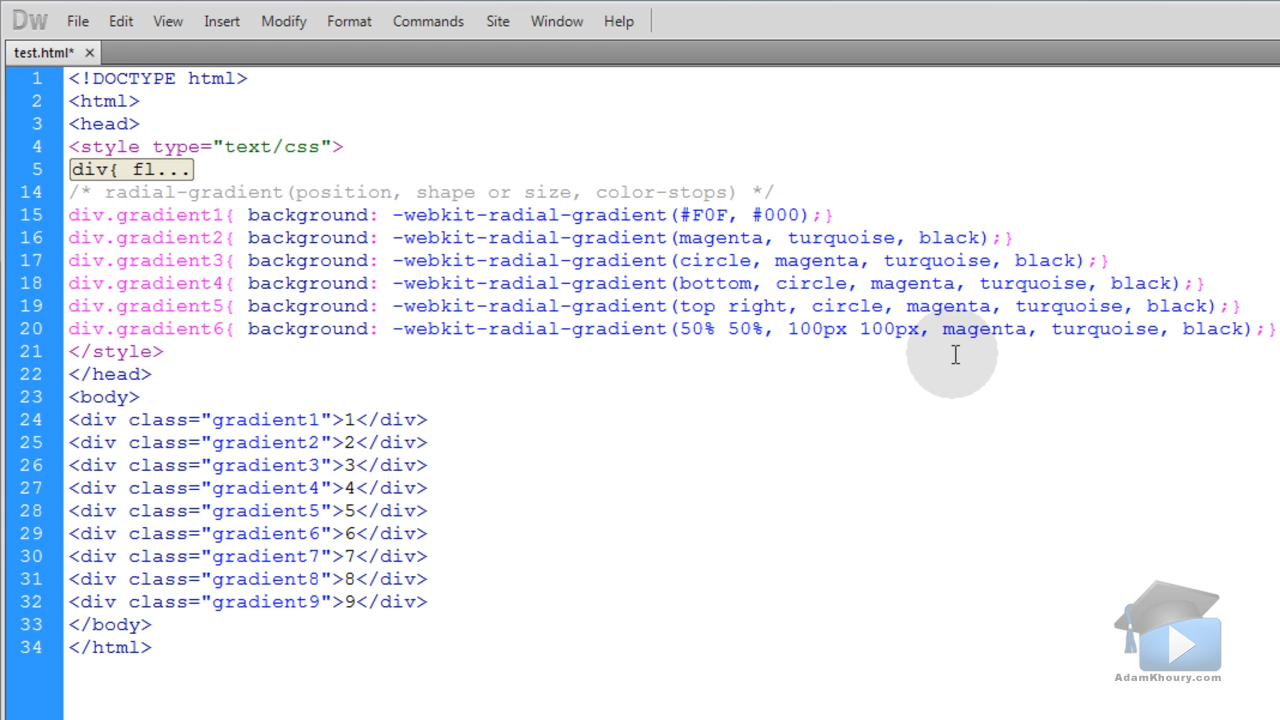 Dw File Edit View Insert Modify Format Commands Site Window Help
test.html* ×
1 <!DOCTYPE html>
2 <html>
3 <head>
4 <style type="text/css">
5 div{ fl...
14 /* radial-gradient(position, shape or size, color-stops) */
15 div.gradient1{ background: -webkit-radial-gradient(#F0F, #000);}
16 div.gradient2{ background: -webkit-radial-gradient(magenta, turquoise, black);}
17 div.gradient3{ background: -webkit-radial-gradient(circle, magenta, turquoise, black);}
18 div.gradient4{ background: -webkit-radial-gradient(bottom, circle, magenta, turquoise, black);}
19 div.gradient5{ background: -webkit-radial-gradient(top right, circle, magenta, turquoise, black);}
20 div.gradient6{ background: -webkit-radial-gradient(50% 50%, 100px 100px, magenta, turquoise, black);}
21 </style>
22 </head>
23 <body>
24 <div class="gradient1">1</div>
25 <div class="gradient2">2</div>
26 <div class="gradient3">3</div>
27 <div class="gradient4">4</div>
28 <div class="gradient5">5</div>
29 <div class="gradient6">6</div>
30 <div class="gradient7">7</div>
31 <div class="gradient8">8</div>
32 <div class="gradient9">9</div>
33 </body>
34 </html>
AdamKhoury.com